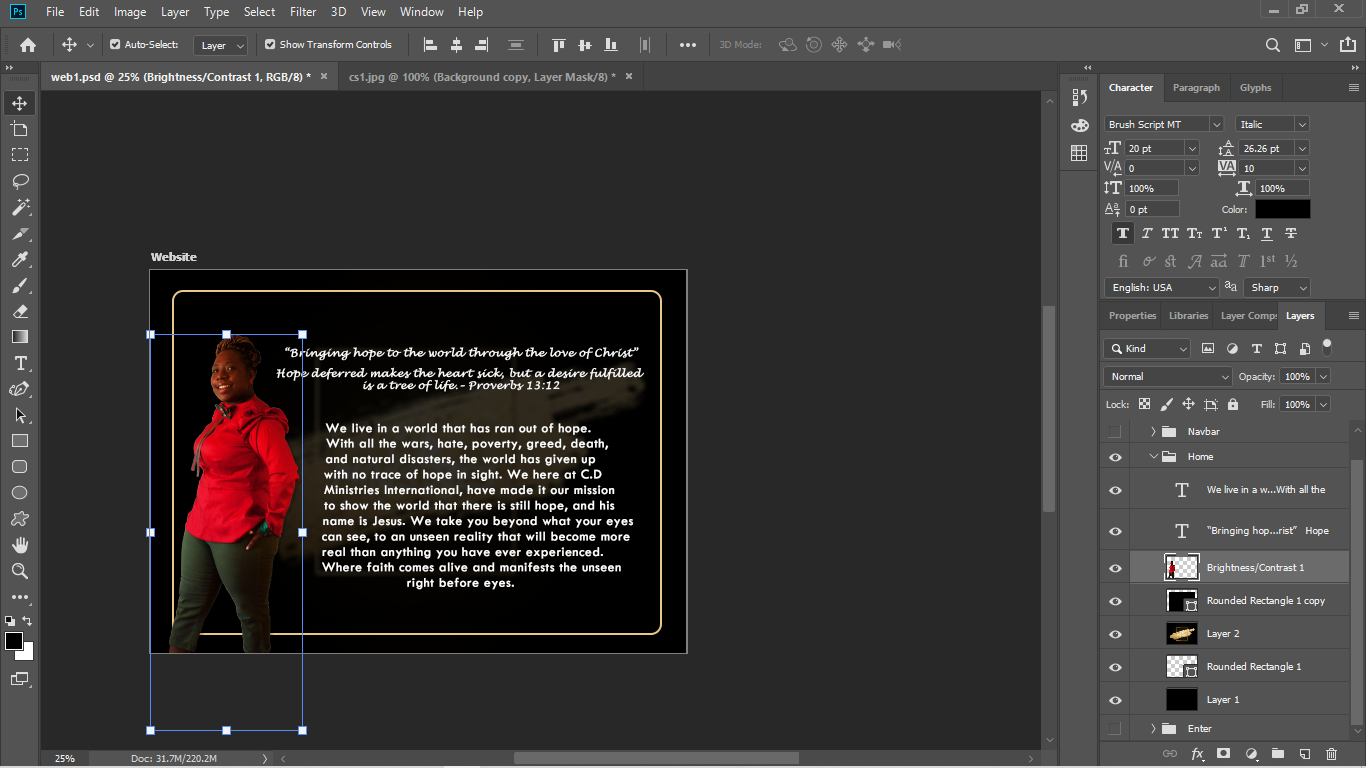 Ps File Edit Image Layer Type Select Filter 3D View Window Help
Auto-Select: Layer Show Transform Controls 3D Mode:
web1.psd @ 25% (Brightness/Contrast 1, RGB/8) * × cs1.jpg @ 100% (Background copy, Layer Mask/8) * ×
Website
“Bringing hope to the world through the love of Christ”
Hope deferred makes the heart sick, but a desire fulfilled
is a tree of life.- Proverbs 13:12
We live in a world that has ran out of hope.
With all the wars, hate, poverty, greed, death,
and natural disasters, the world has given up
with no trace of hope in sight. We here at C.D
Ministries International, have made it our mission
to show the world that there is still hope, and his
name is Jesus. We take you beyond what your eyes
can see, to an unseen reality that will become more
real than anything you have ever experienced.
Where faith comes alive and manifests the unseen
right before eyes.
25% Doc: 31.7M/220.2M
Character Paragraph Glyphs
Brush Script MT Italic
20 pt 26.26 pt
0 10
100% 100%
0 pt Color:
English: USA Sharp
Properties Libraries Layer Comps Layers
Kind
Normal Opacity: 100%
Lock: Fill: 100%
Navbar
Home
We live in a w...With all the
“Bringing hop...rist” Hope
Brightness/Contrast 1
Rounded Rectangle 1 copy
Layer 2
Rounded Rectangle 1
Layer 1
Enter